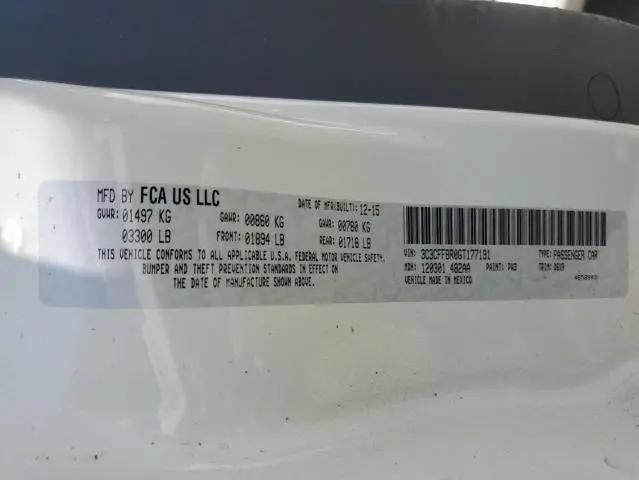 MFD BY FCA US LLC
DATE OF MFR(BUILT): 12-15
GVWR: 01497 KG
GAWR: 00860 KG
GAWR: 00780 KG
03300 LB
FRONT: 01894 LB
REAR: 01718 LB
THIS VEHICLE CONFORMS TO ALL APPLICABLE U.S.A. FEDERAL MOTOR VEHICLE SAFETY,
BUMPER AND THEFT PREVENTION STANDARDS IN EFFECT ON
THE DATE OF MANUFACTURE SHOWN ABOVE.
VIN: 3C3CFFBR0GT177191
TYPE: PASSENGER CAR
MDH: 120301 482AA
PAINT: PW3
TRIM:
VEHICLE MADE IN MEXICO